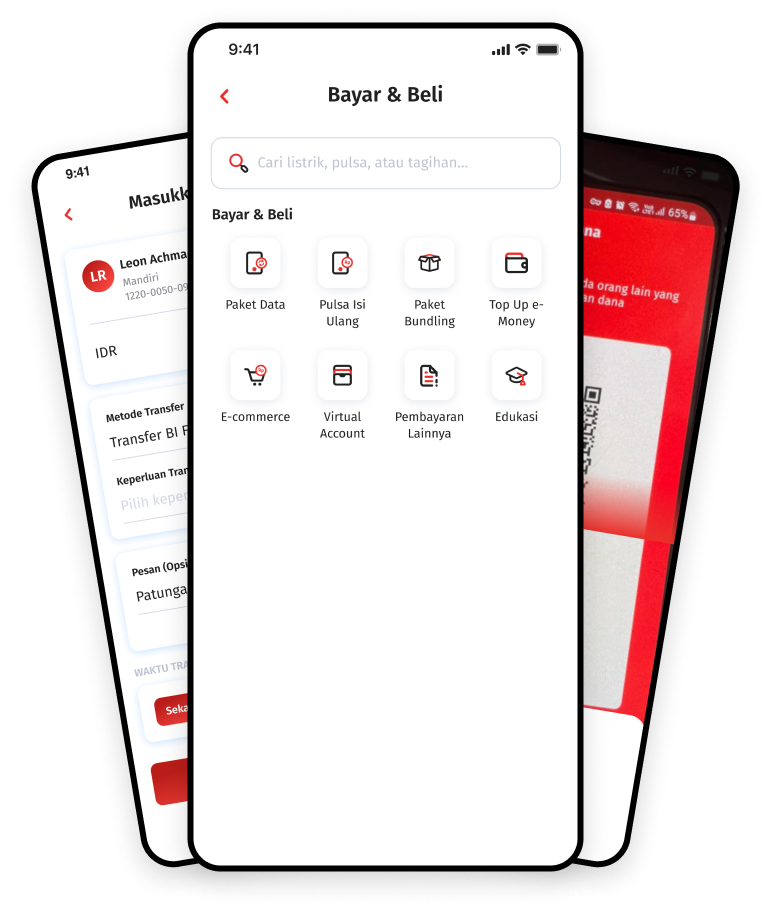 9:41
Bayar & Beli
Cari listrik, pulsa, atau tagihan...
Bayar & Beli
Paket Data
Pulsa Isi
Ulang
Paket
Bundling
Top Up e-
Money
E-commerce
Virtual
Account
Pembayaran
Lainnya
Edukasi
9:41
Masukk
LR
Leon Achma
Mandiri
1220-0050-09
IDR
Metode Transfer
Transfer BI F
Keperluan Tran
Pilih keper
Pesan (Opsi
Patunga
WAKTU TRA
Seka
65%
na
da orang lain yang
an dana